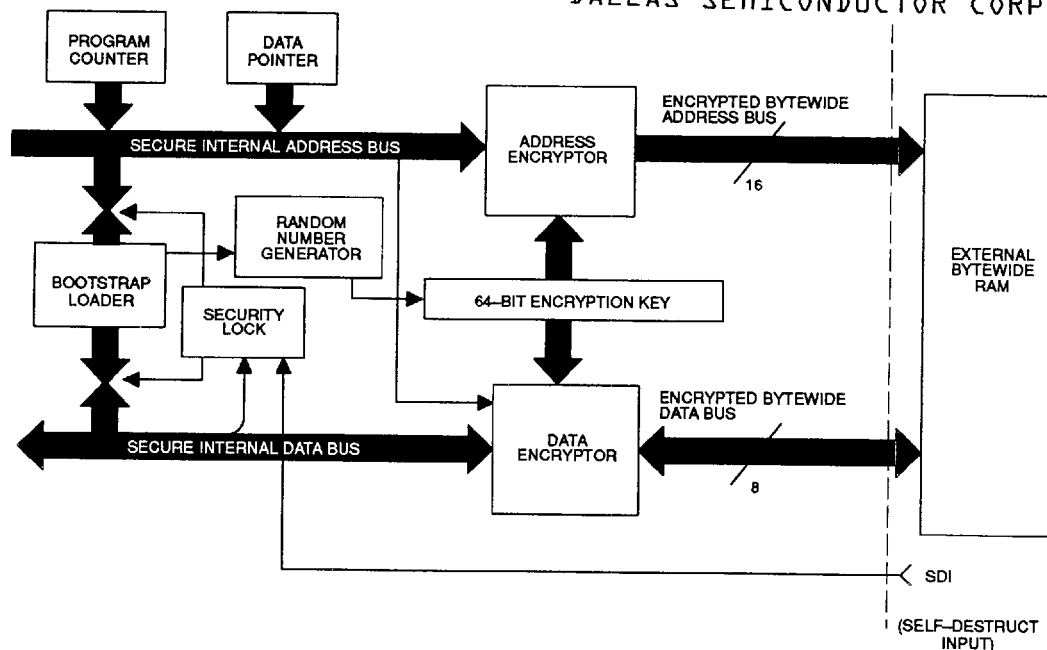 DALLAS SEMICONDUCTOR CORP
PROGRAM
COUNTER
DATA
POINTER
SECURE INTERNAL ADDRESS BUS
ADDRESS
ENCRYPTOR
ENCRYPTED BYTEWIDE
ADDRESS BUS
16
EXTERNAL
BYTEWIDE
RAM
RANDOM
NUMBER
GENERATOR
BOOTSTRAP
LOADER
SECURITY
LOCK
64–BIT ENCRYPTION KEY
SECURE INTERNAL DATA BUS
DATA
ENCRYPTOR
ENCRYPTED BYTEWIDE
DATA BUS
8
SDI
(SELF–DESTRUCT
INPUT)